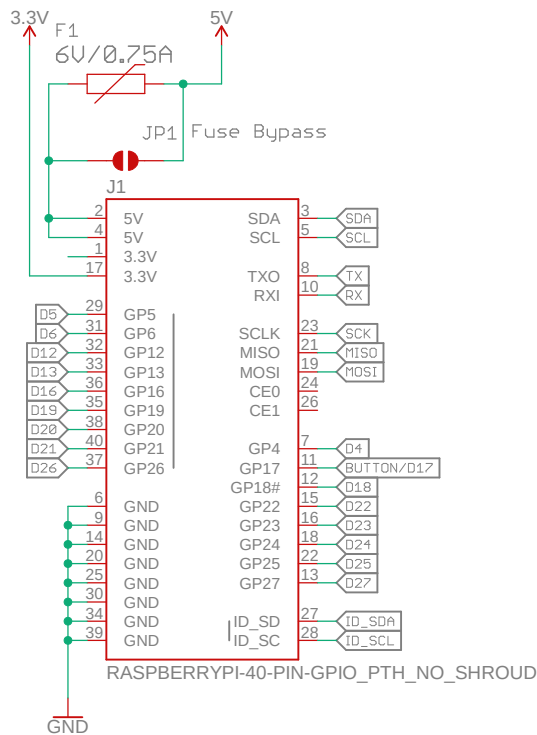 3.3V
5V
F1
6V/0.75A
JP1
Fuse Bypass
J1
2 5V SDA 3 SDA
4 5V SCL 5 SCL
1 3.3V
17 3.3V TXO 8 TX
RXI 10 RX
D5 29 GP5
D6 31 GP6 SCLK 23 SCK
D12 32 GP12 MISO 21 MISO
D13 33 GP13 MOSI 19 MOSI
D16 36 GP16 CE0 24
D19 35 GP19 CE1 26
D20 38 GP20
D21 40 GP21 GP4 7 D4
D26 37 GP26 GP17 11 BUTTON/D17
GP18# 12 D18
6 GND GP22 15 D22
9 GND GP23 16 D23
14 GND GP24 18 D24
20 GND GP25 22 D25
25 GND GP27 13 D27
30 GND
34 GND ID_SD 27 ID_SDA
39 GND ID_SC 28 ID_SCL
RASPBERRYPI-40-PIN-GPIO_PTH_NO_SHROUD
GND